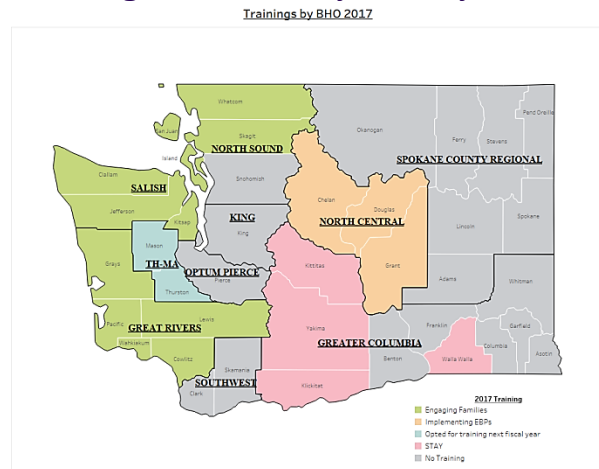 Trainings by BHO 2017
Whatcom
San Juan
Skagit
Okanogan
Ferry
Stevens
Pend Oreille
NORTH SOUND
Island
SPOKANE COUNTY REGIONAL
Clallam
SALISH
Snohomish
Chelan
Douglas
Jefferson
Kitsap
KING
NORTH CENTRAL
Lincoln
Spokane
King
Mason
Grays
TH-MA
OPTUM PIERCE
Kittitas
Grant
Pierce
Adams
Whitman
Thurston
Pacific
Lewis
GREAT RIVERS
Yakima
GREATER COLUMBIA
Franklin
Garfield
Wahkiakum
Cowlitz
Benton
Walla Walla
Columbia
Asotin
Skamania
SOUTHWEST
Clark
Klickitat
2017 Training
Engaging Families
Implementing EBPs
Opted for training next fiscal year
STAY
No Training